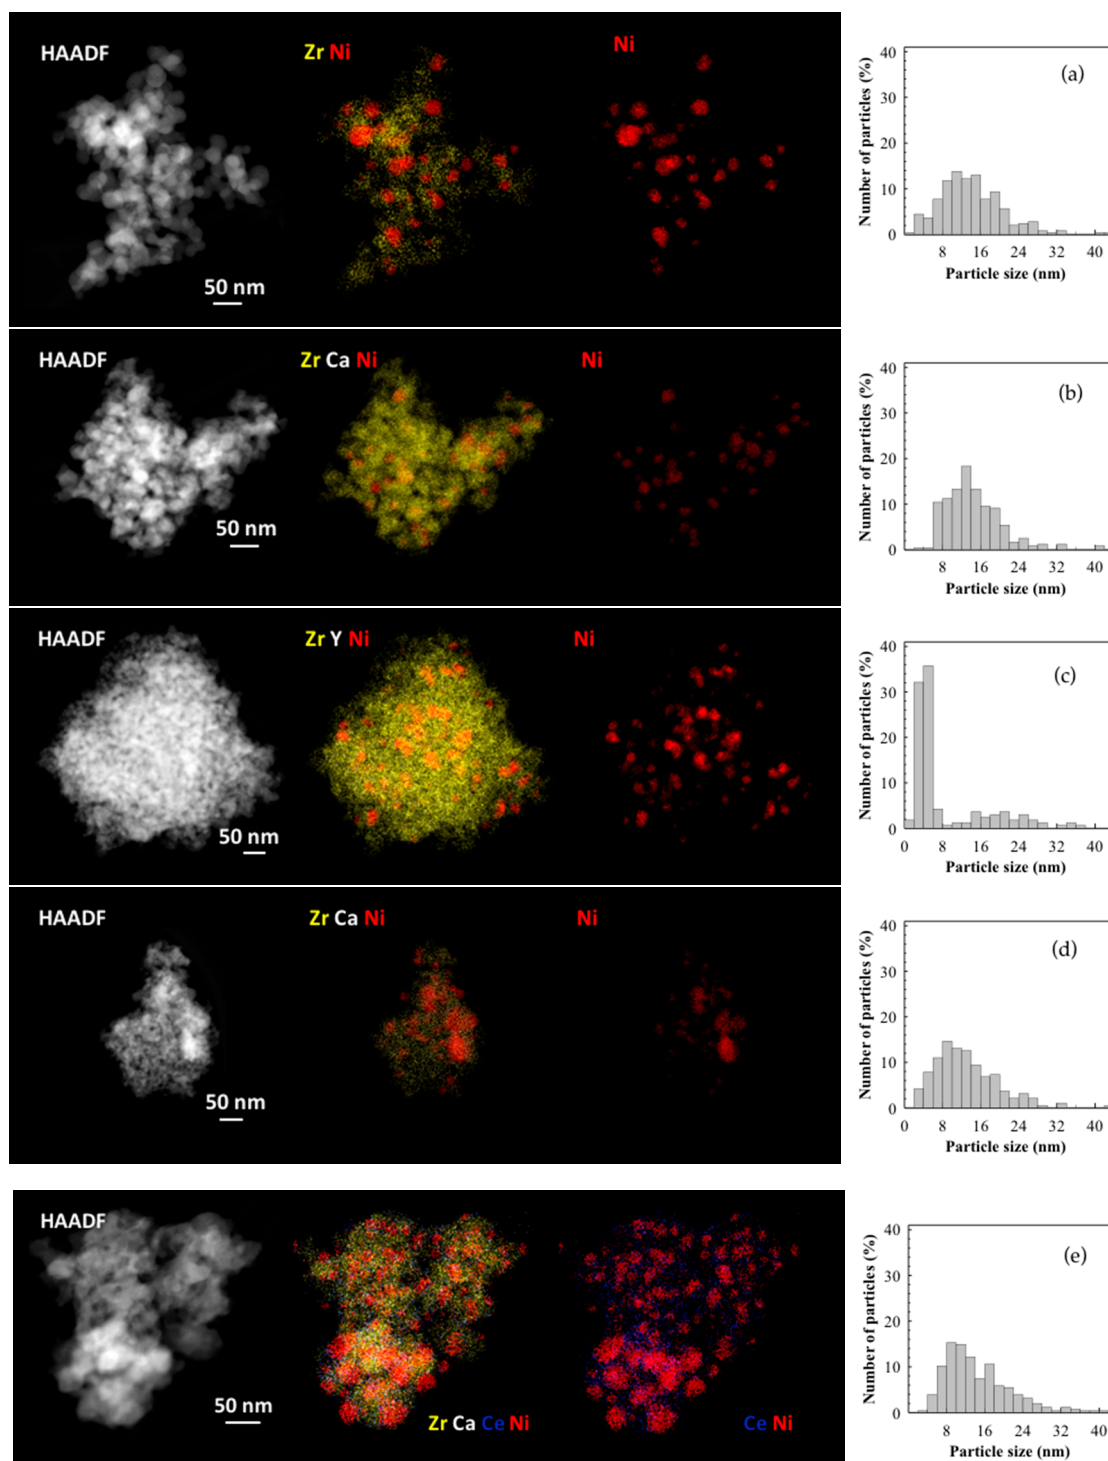 HAADF
Zr Ni
Ni
50 nm
(a)
Number of particles (%)
40
30
20
10
0
8 16 24 32 40
Particle size (nm)
HAADF
Zr Ca Ni
Ni
50 nm
(b)
Number of particles (%)
40
30
20
10
0
8 16 24 32 40
Particle size (nm)
HAADF
Zr Y Ni
Ni
50 nm
(c)
Number of particles (%)
40
30
20
10
0
0 8 16 24 32 40
Particle size (nm)
HAADF
Zr Ca Ni
Ni
50 nm
(d)
Number of particles (%)
40
30
20
10
0
0 8 16 24 32 40
Particle size (nm)
HAADF
50 nm
Zr Ca Ce Ni
Ce Ni
(e)
Number of particles (%)
40
30
20
10
0
8 16 24 32 40
Particle size (nm)